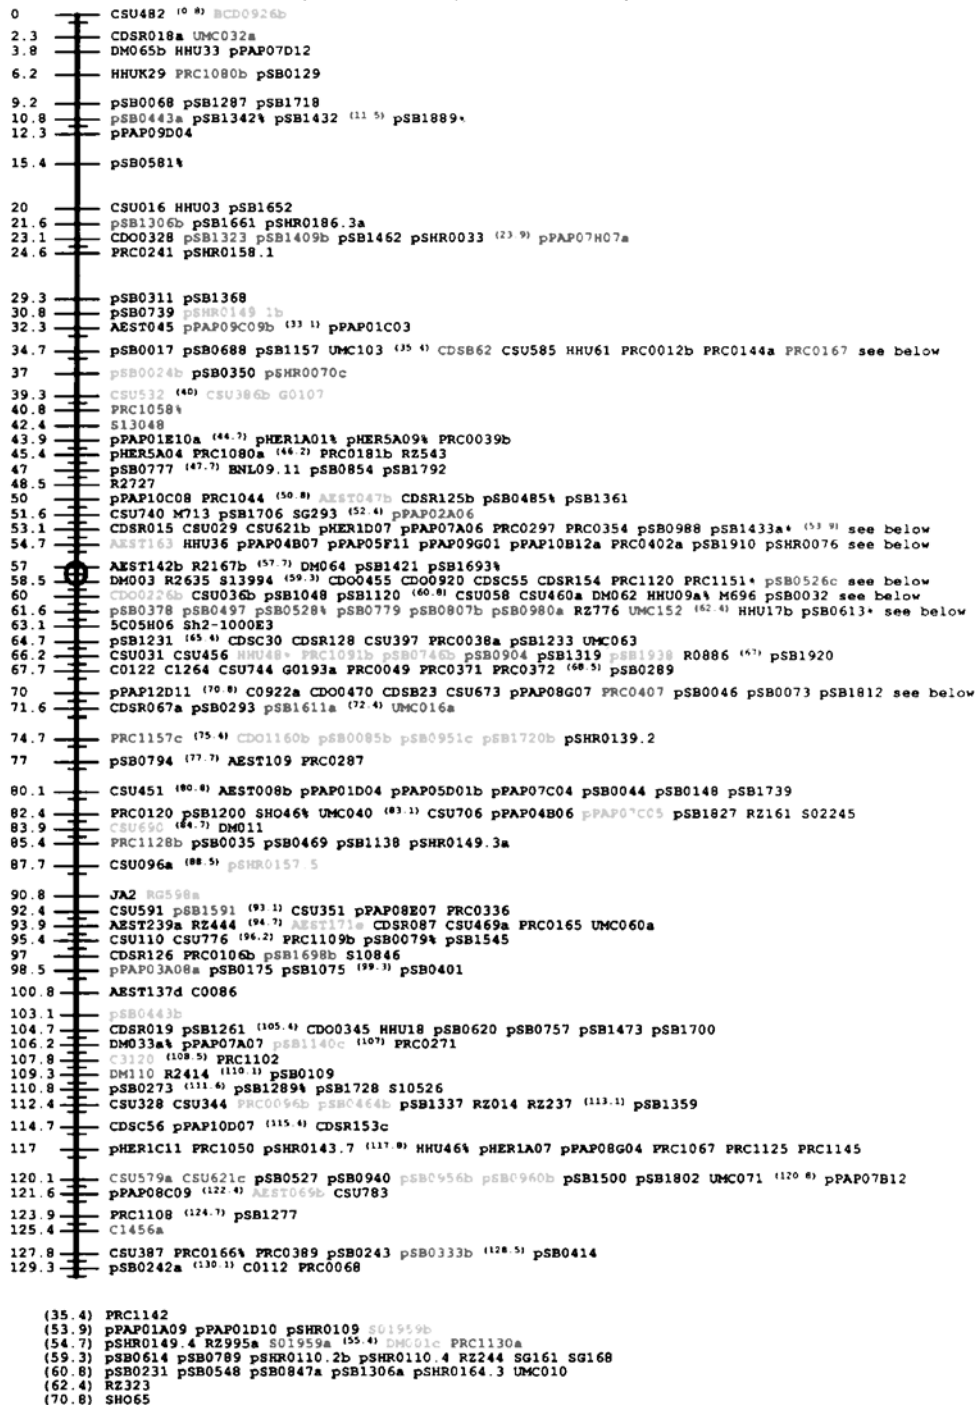 0 CSU482 (0.8) BCD0926b
2.3 CDSR018a UMC032a
3.8 DM065b HHU33 pPAP07D12
6.2 HHUK29 PRC1080b pSB0129
9.2 pSB0068 pSB1287 pSB1718
10.8 pSB0443a pSB1342% pSB1432 (11.5) pSB1889*
12.3 pPAP09D04
15.4 pSB0581%
20 CSU016 HHU03 pSB1652
21.6 pSB1306b pSB1661 pSHR0186.3a
23.1 CDO0328 pSB1323 pSB1409b pSB1462 pSHR0033 (23.9) pPAP07H07a
24.6 PRC0241 pSHR0158.1
29.3 pSB0311 pSB1368
30.8 pSB0739 pSHR0149.1b
32.3 AEST045 pPAP09C09b (33.1) pPAP01C03
34.7 pSB0017 pSB0688 pSB1157 UMC103 (35.4) CDSB62 CSU585 HHU61 PRC0012b PRC0144a PRC0167 see below
37 pSB0024b pSB0350 pSHR0070c
39.3 CSU532 (40) CSU386b G0107
40.8 PRC1058%
42.4 S13048
43.9 pPAP01E10a (44.7) pHER1A01% pHER5A09% PRC0039b
45.4 pHER5A04 PRC1080a (46.2) PRC0181b RZ543
47 pSB0777 (47.7) BNL09.11 pSB0854 pSB1792
48.5 R2727
50 pPAP10C08 PRC1044 (50.8) AEST047b CDSR125b pSB0485% pSB1361
51.6 CSU740 M713 pSB1706 SG293 (52.4) pPAP02A06
53.1 CDSR015 CSU029 CSU621b pHER1D07 pPAP07A06 PRC0297 PRC0354 pSB0988 pSB1433a* (53.9) see below
54.7 AEST163 HHU36 pPAP04B07 pPAP05F11 pPAP09G01 pPAP10B12a PRC0402a pSB1910 pSHR0076 see below
57 AEST142b R2167b (57.7) DM064 pSB1421 pSB1693%
58.5 DM003 R2635 S13994 (59.3) CDO0455 CDO0920 CDSC55 CDSR154 PRC1120 PRC1151* pSB0526c see below
60 CDO0226b CSU036b pSB1048 pSB1120 (60.8) CSU058 CSU460a DM062 HHU09a% M696 pSB0032 see below
61.6 pSB0378 pSB0497 pSB0528% pSB0779 pSB0807b pSB0980a RZ776 UMC152 (62.4) HHU17b pSB0613* see below
63.1 5C05H06 Sh2-1000E3
64.7 pSB1231 (65.4) CDSC30 CDSR128 CSU397 PRC0038a pSB1233 UMC063
66.2 CSU031 CSU456 HHU48* PRC1091b pSB0746b pSB0904 pSB1319 pSB1938 R0886 (67) pSB1920
67.7 C0122 C1264 CSU744 G0193a PRC0049 PRC0371 PRC0372 (68.5) pSB0289
70 pPAP12D11 (70.8) C0922a CDO0470 CDSB23 CSU673 pPAP08G07 PRC0407 pSB0046 pSB0073 pSB1812 see below
71.6 CDSR067a pSB0293 pSB1611a (72.4) UMC016a
74.7 PRC1157c (75.4) CDO1160b pSB0085b pSB0951c pSB1720b pSHR0139.2
77 pSB0794 (77.7) AEST109 PRC0287
80.1 CSU451 (80.8) AEST008b pPAP01D04 pPAP05D01b pPAP07C04 pSB0044 pSB0148 pSB1739
82.4 PRC0120 pSB1200 SHO46% UMC040 (83.1) CSU706 pPAP04B06 pPAP07C05 pSB1827 RZ161 S02245
83.9 CSU690 (84.7) DM011
85.4 PRC1128b pSB0035 pSB0469 pSB1138 pSHR0149.3a
87.7 CSU096a (88.5) pSHR0157.5
90.8 JA2 RG598a
92.4 CSU591 pSB1591 (93.1) CSU351 pPAP08E07 PRC0336
93.9 AEST239a RZ444 (94.7) AEST171e CDSR087 CSU469a PRC0165 UMC060a
95.4 CSU110 CSU776 (96.2) PRC1109b pSB0079% pSB1545
97 CDSR126 PRC0106b pSB1698b S10846
98.5 pPAP03A08a pSB0175 pSB1075 (99.3) pSB0401
100.8 AEST137d C0086
103.1 pSB0443b
104.7 CDSR019 pSB1261 (105.4) CDO0345 HHU18 pSB0620 pSB0757 pSB1473 pSB1700
106.2 DM033a% pPAP07A07 pSB1140c (107) PRC0271
107.8 C3120 (108.5) PRC1102
109.3 DM110 R2414 (110.1) pSB0109
110.8 pSB0273 (111.6) pSB1289% pSB1728 S10526
112.4 CSU328 CSU344 PRC0096b pSB0464b pSB1337 RZ014 RZ237 (113.1) pSB1359
114.7 CDSC56 pPAP10D07 (115.4) CDSR153c
117 pHER1C11 PRC1050 pSHR0143.7 (117.8) HHU46% pHER1A07 pPAP08G04 PRC1067 PRC1125 PRC1145
120.1 CSU579a CSU621c pSB0527 pSB0940 pSB0956b pSB0960b pSB1500 pSB1802 UMC071 (120.8) pPAP07B12
121.6 pPAP08C09 (122.4) AEST069b CSU783
123.9 PRC1108 (124.7) pSB1277
125.4 C1456a
127.8 CSU387 PRC0166% PRC0389 pSB0243 pSB0333b (128.5) pSB0414
129.3 pSB0242a (130.1) C0112 PRC0068
(35.4) PRC1142
(53.9) pPAP01A09 pPAP01D10 pSHR0109 S01959b
(54.7) pSHR0149.4 RZ995a S01959a (55.4) DM001c PRC1130a
(59.3) pSB0614 pSB0789 pSHR0110.2b pSHR0110.4 RZ244 SG161 SG168
(60.8) pSB0231 pSB0548 pSB0847a pSB1306a pSHR0164.3 UMC010
(62.4) RZ323
(70.8) SHO65